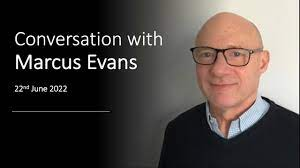 Conversation with
Marcus Evans
22nd June 2022